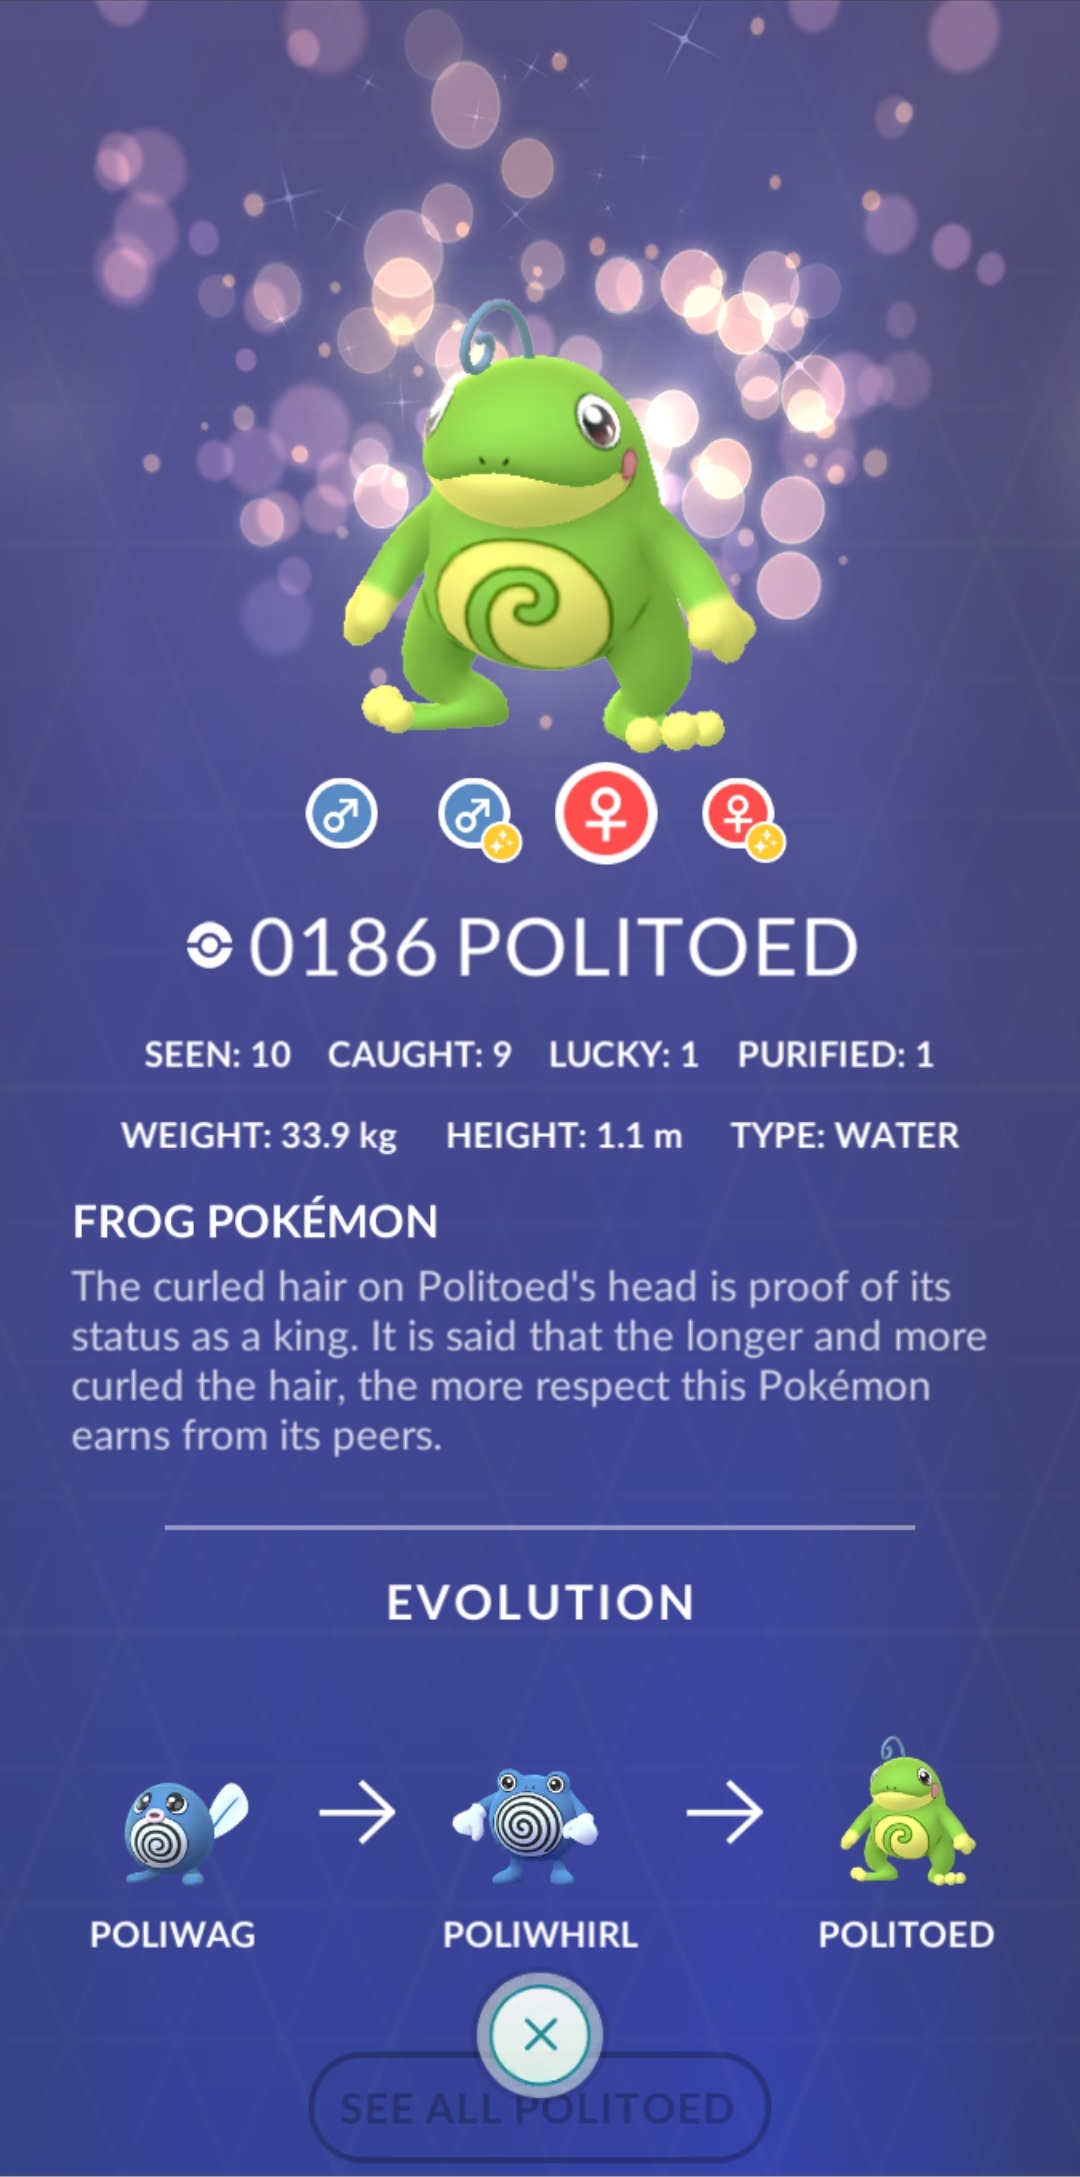 0186 POLITOED
SEEN: 10 CAUGHT: 9 LUCKY: 1 PURIFIED: 1
WEIGHT: 33.9 kg HEIGHT: 1.1 m TYPE: WATER
FROG POKÉMON
The curled hair on Politoed's head is proof of its
status as a king. It is said that the longer and more
curled the hair, the more respect this Pokémon
earns from its peers.
EVOLUTION
POLIWAG POLIWHIRL POLITOED
SEE ALL POLITOED